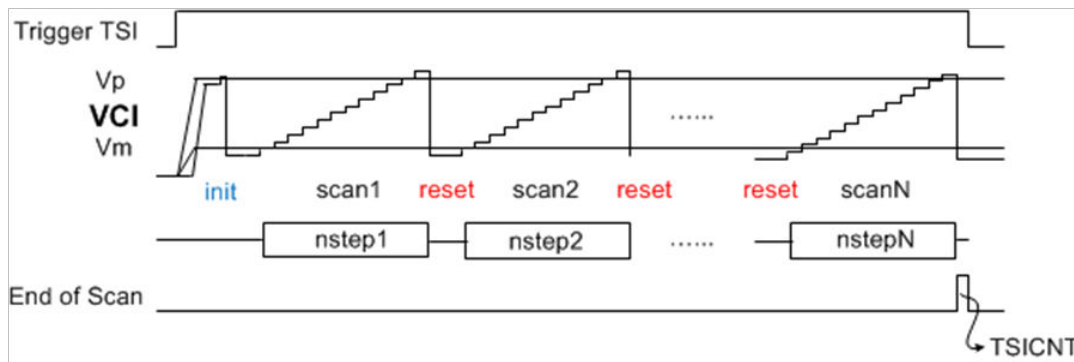 Trigger TSI
Vp
VCI
Vm
init scan1 reset scan2 reset reset scanN
nstep1 nstep2 ...... nstepN
......
End of Scan
TSICNT